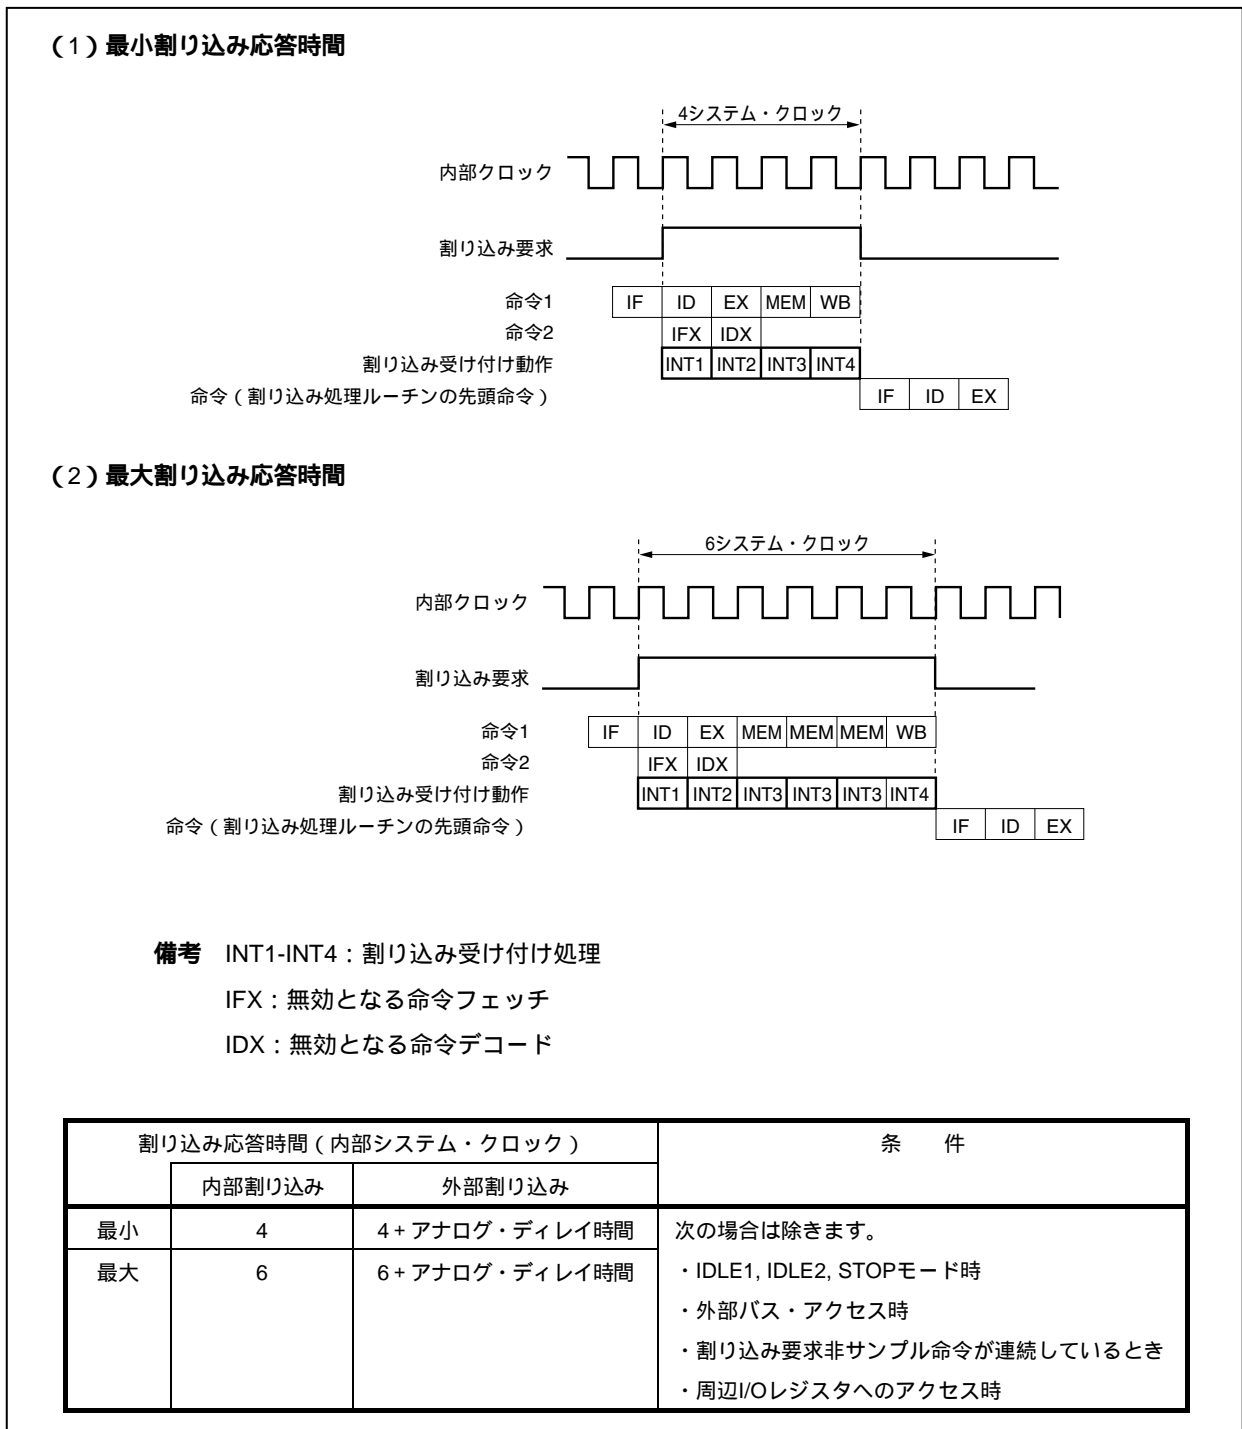 （1）最小割り込み応答時間
4システム・クロック
内部クロック
割り込み要求
命令1 IF ID EX MEM WB
命令2 IFX IDX
割り込み受け付け動作 INT1 INT2 INT3 INT4
命令（割り込み処理ルーチンの先頭命令） IF ID EX
（2）最大割り込み応答時間
6システム・クロック
内部クロック
割り込み要求
命令1 IF ID EX MEM MEM MEM WB
命令2 IFX IDX
割り込み受け付け動作 INT1 INT2 INT3 INT3 INT3 INT4
命令（割り込み処理ルーチンの先頭命令） IF ID EX
備考 INT1-INT4：割り込み受け付け処理
IFX：無効となる命令フェッチ
IDX：無効となる命令デコード
割り込み応答時間（内部システム・クロック） 条 件
内部割り込み 外部割り込み
最小 4 4+アナログ・ディレイ時間 次の場合は除きます。
最大 6 6+アナログ・ディレイ時間 ・IDLE1, IDLE2, STOPモード時
・外部バス・アクセス時
・割り込み要求非サンプル命令が連続しているとき
・周辺I/Oレジスタへのアクセス時